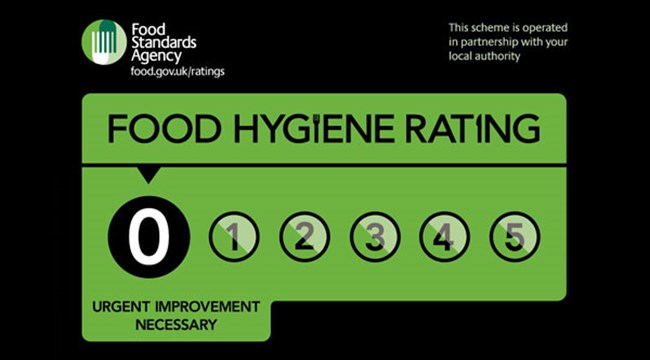 Food
Standards
Agency
food.gov.uk/ratings
This scheme is operated
in partnership with your
local authority
FOOD HYGIENE RATING
0 1 2 3 4 5
URGENT IMPROVEMENT
NECESSARY